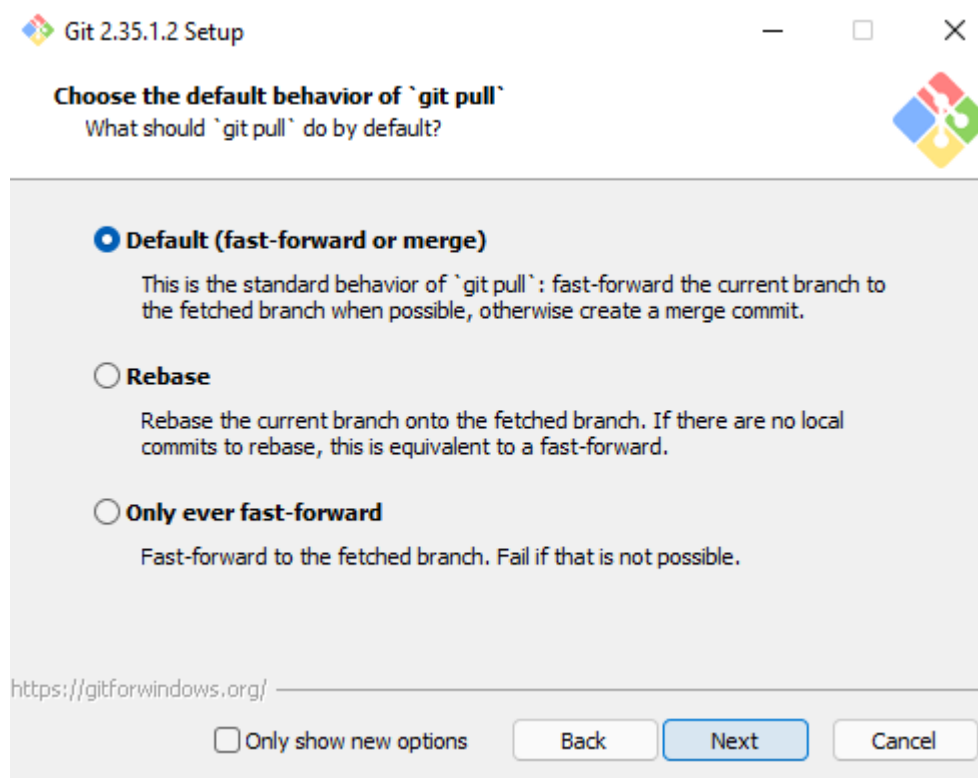 Git 2.35.1.2 Setup
Choose the default behavior of `git pull`
What should `git pull` do by default?
Default (fast-forward or merge)
This is the standard behavior of `git pull`: fast-forward the current branch to
the fetched branch when possible, otherwise create a merge commit.
Rebase
Rebase the current branch onto the fetched branch. If there are no local
commits to rebase, this is equivalent to a fast-forward.
Only ever fast-forward
Fast-forward to the fetched branch. Fail if that is not possible.
https://gitforwindows.org/
Only show new options Back Next Cancel